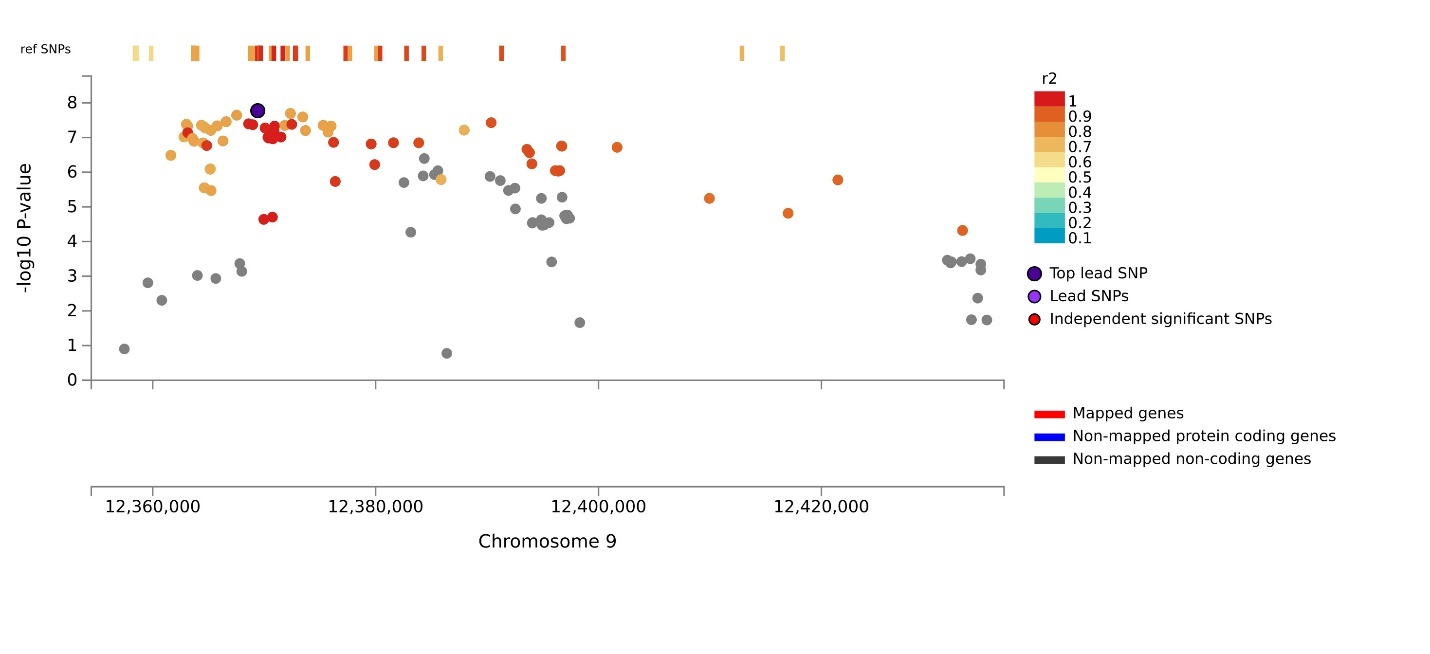 ref SNPs
8
7
6
5
4
3
2
1
0
-log10 P-value
r2
1
0.9
0.8
0.7
0.6
0.5
0.4
0.3
0.2
0.1
Top lead SNP
Lead SNPs
Independent significant SNPs
Mapped genes
Non-mapped protein coding genes
Non-mapped non-coding genes
12,360,000 12,380,000 12,400,000 12,420,000
Chromosome 9